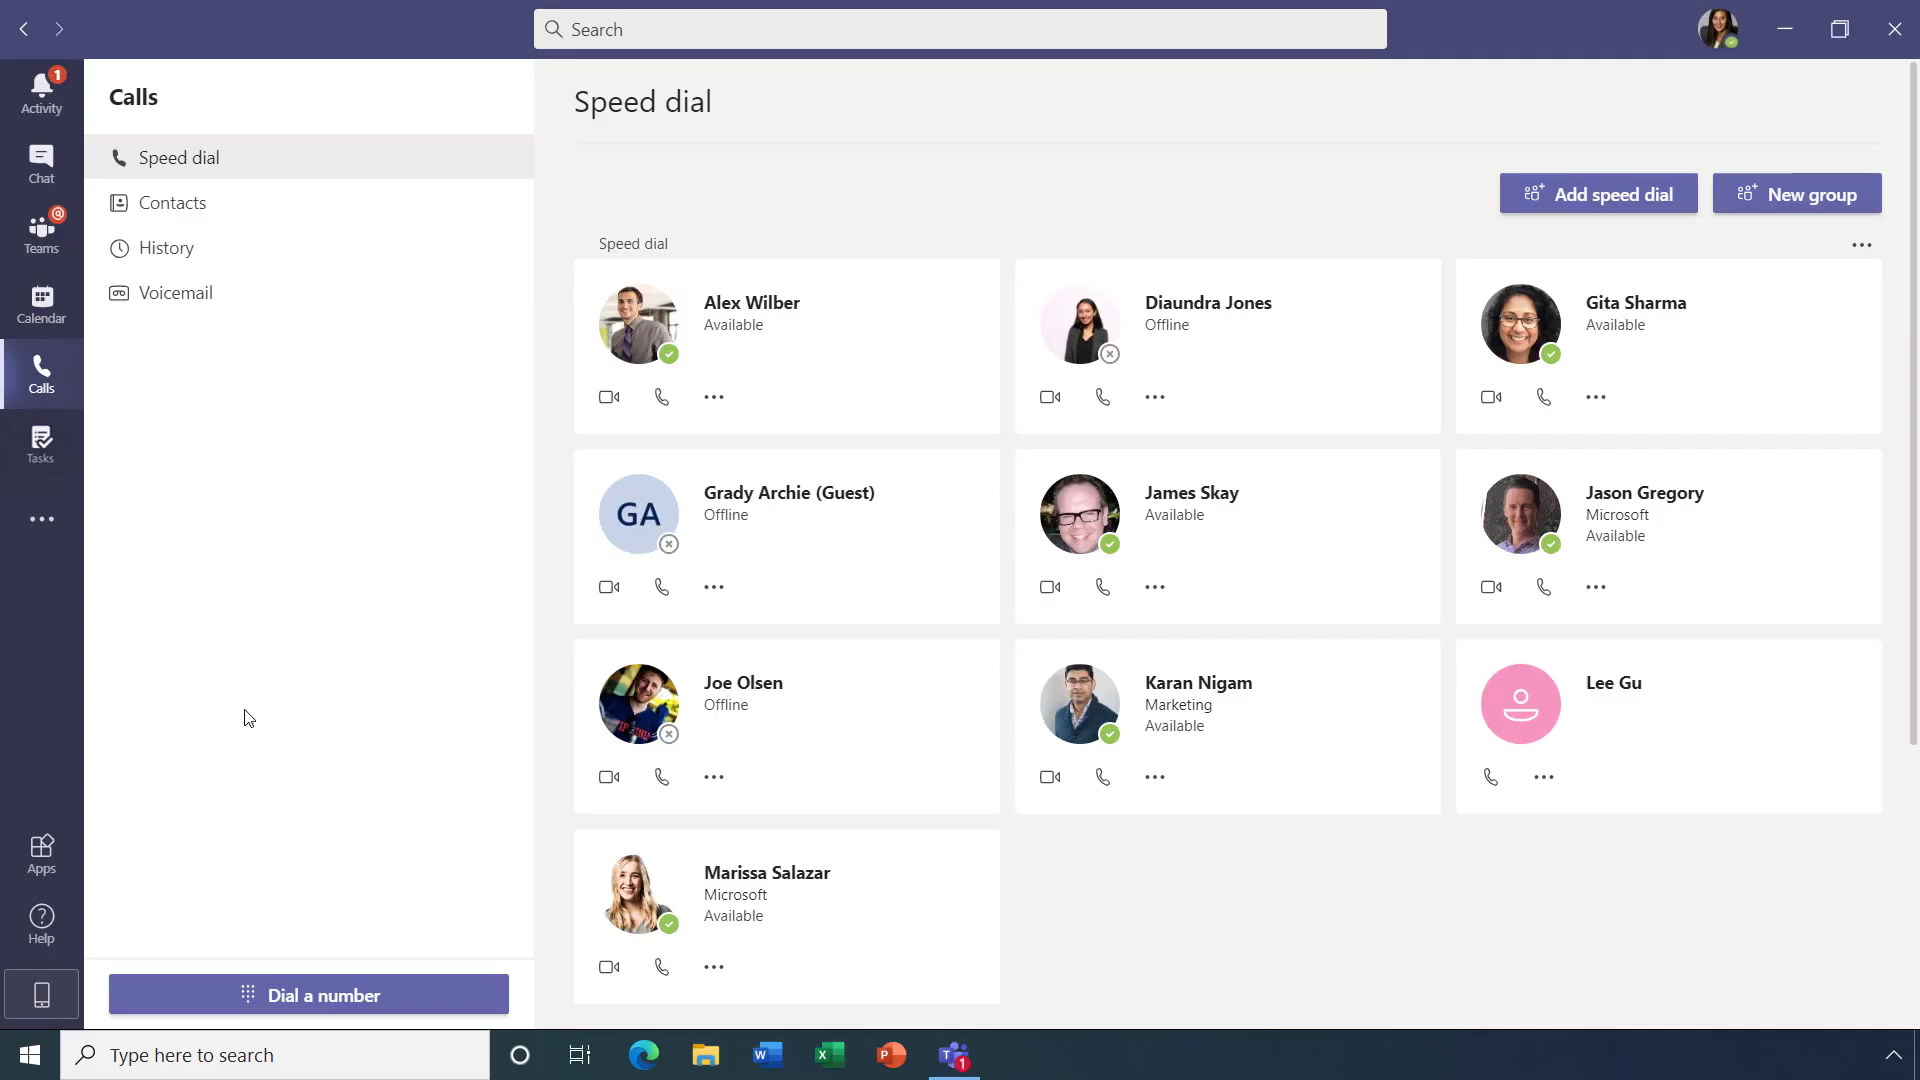 Search
1
Activity
Chat
@
Teams
Calendar
Calls
Tasks
Apps
Help
Calls
Speed dial
Contacts
History
Voicemail
Dial a number
Speed dial
Add speed dial
New group
Speed dial
Alex Wilber
Available
Diaundra Jones
Offline
Gita Sharma
Available
GA
Grady Archie (Guest)
Offline
James Skay
Available
Jason Gregory
Microsoft
Available
Joe Olsen
Offline
Karan Nigam
Marketing
Available
Lee Gu
Marissa Salazar
Microsoft
Available
Type here to search
W
X
P
T
1